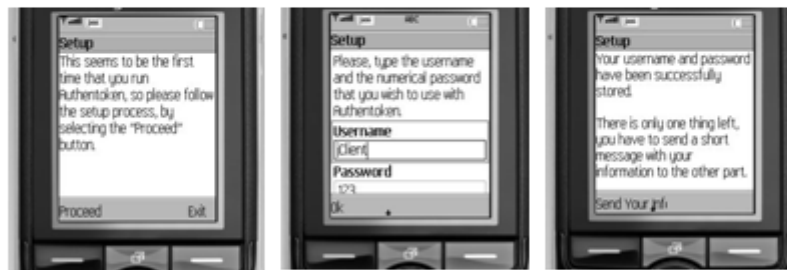 Setup
This seems to be the first
time that you run
Authentoken, so please follow
the setup process, by
selecting the "Proceed"
button.
Proceed
Exit
ABC
Setup
Please, type the username
and the numerical password
that you wish to use with
Authentoken.
Username
jClient
Password
123
Ok
Setup
Your username and password
have been successfully
stored.
There is only one thing left,
you have to send a short
message with your
information to the other part.
Send Your Info